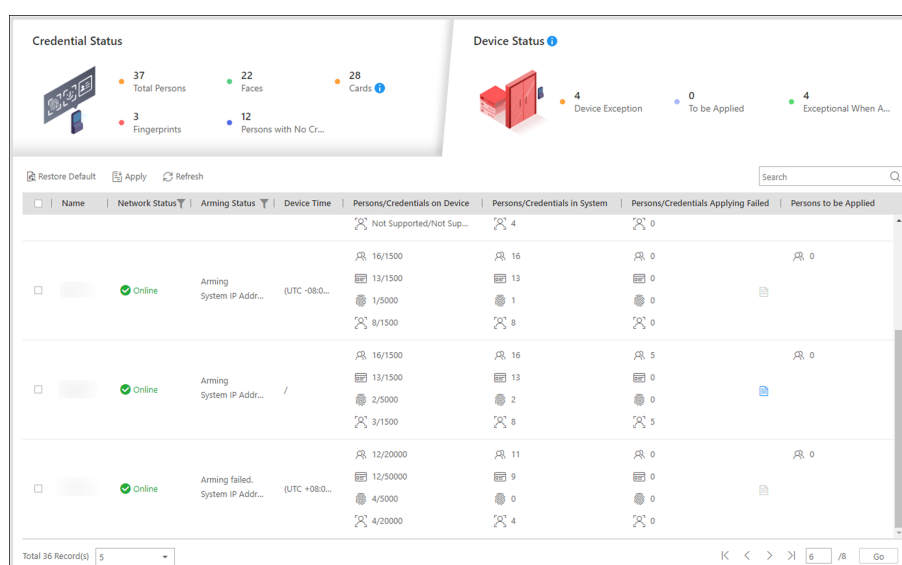 Credential Status
Device Status
37
Total Persons
22
Faces
28
Cards
3
Fingerprints
12
Persons with No Cr...
4
Device Exception
0
To be Applied
4
Exceptional When A...
Restore Default Apply Refresh
Search
Name Network Status Arming Status Device Time Persons/Credentials on Device Persons/Credentials in System Persons/Credentials Applying Failed Persons to be Applied
Not Supported/Not Sup... 4 0
16/1500 16 0 0
13/1500 13 0
Online Arming System IP Addr... (UTC -08:0...
1/5000 1 0
8/1500 8 0
16/1500 16 5 0
13/1500 13 0
Online Arming System IP Addr... /
2/5000 2 0
3/1500 8 5
12/20000 11 0 0
12/50000 9 0
Online Arming failed. System IP Addr... (UTC +08:0...
4/5000 0 0
4/20000 4 0
Total 36 Record(s) 5 6 /8 Go